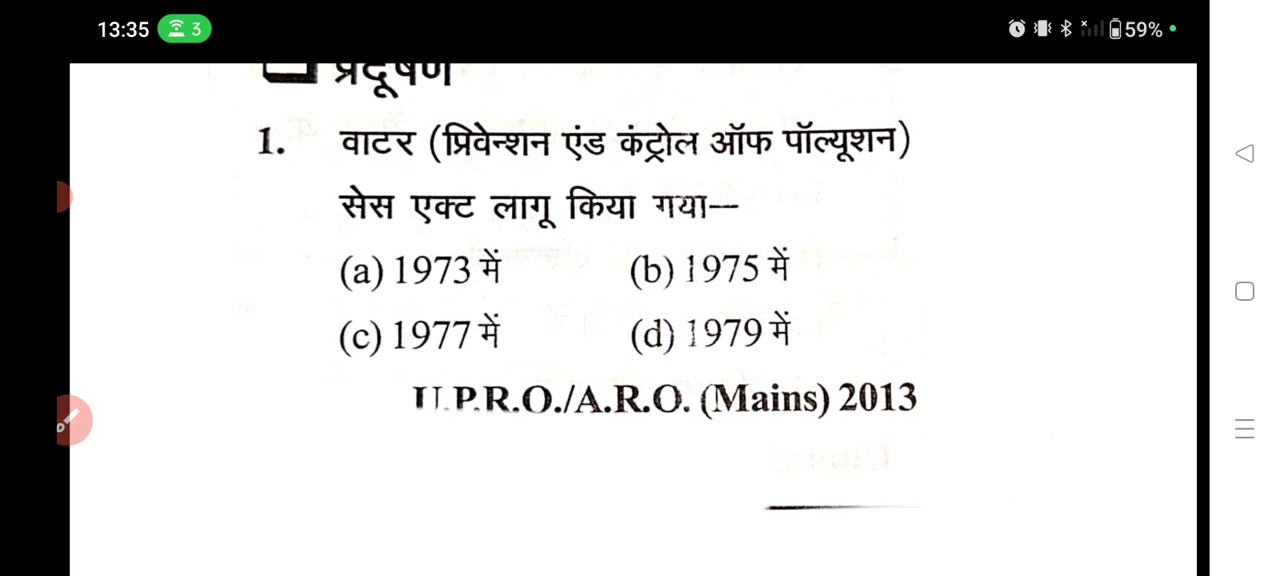 13:35 3 59%
प्रदूषण
1. वाटर (प्रिवेन्शन एंड कंट्रोल ऑफ पॉल्यूशन)
सेस एक्ट लागू किया गया—
(a) 1973 में (b) 1975 में
(c) 1977 में (d) 1979 में
U.P.R.O./A.R.O. (Mains) 2013